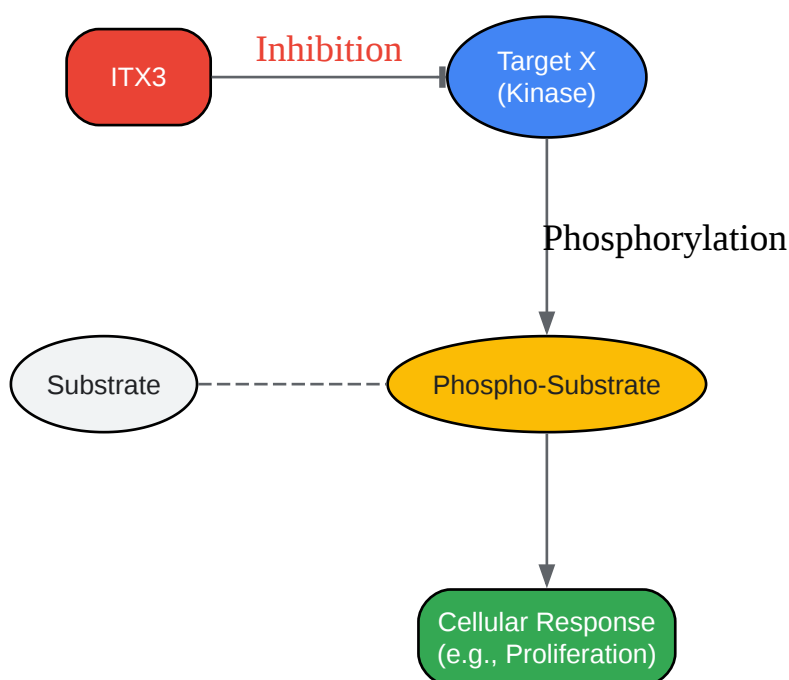 Inhibition
ITX3
Target X
(Kinase)
Phosphorylation
Substrate
Phospho-Substrate
Cellular Response
(e.g., Proliferation)